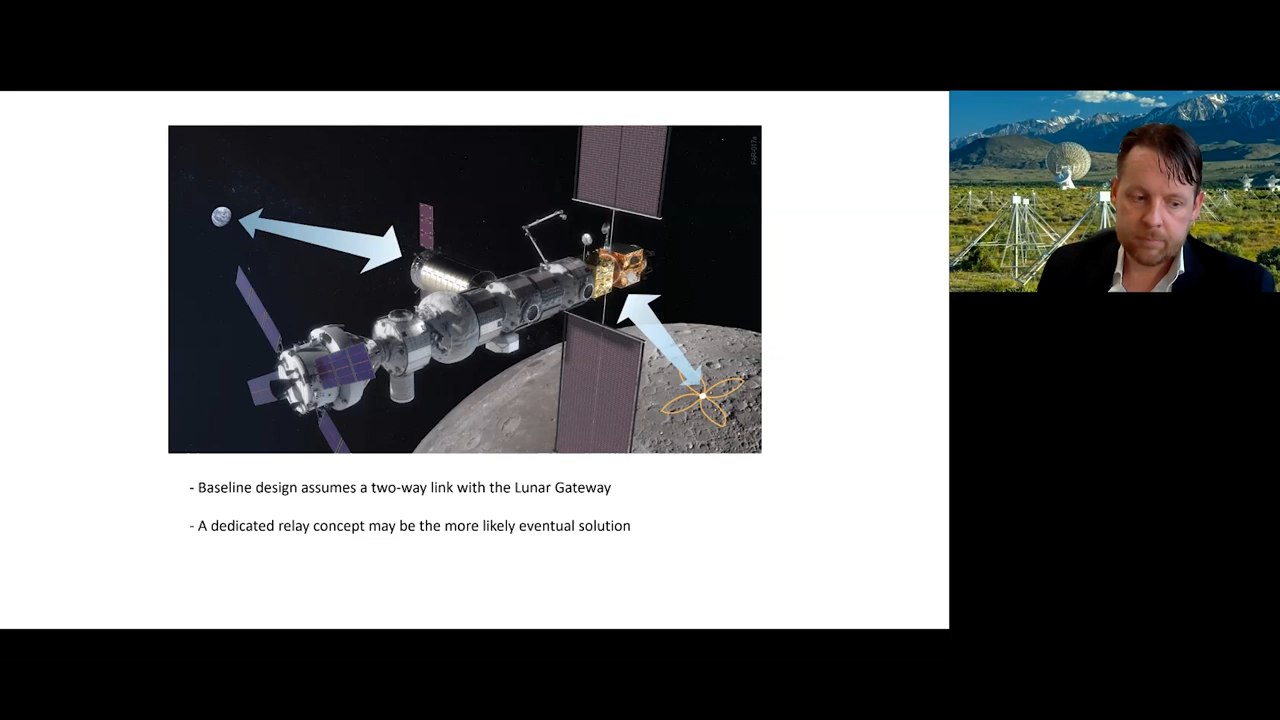 - Baseline design assumes a two-way link with the Lunar Gateway
- A dedicated relay concept may be the more likely eventual solution